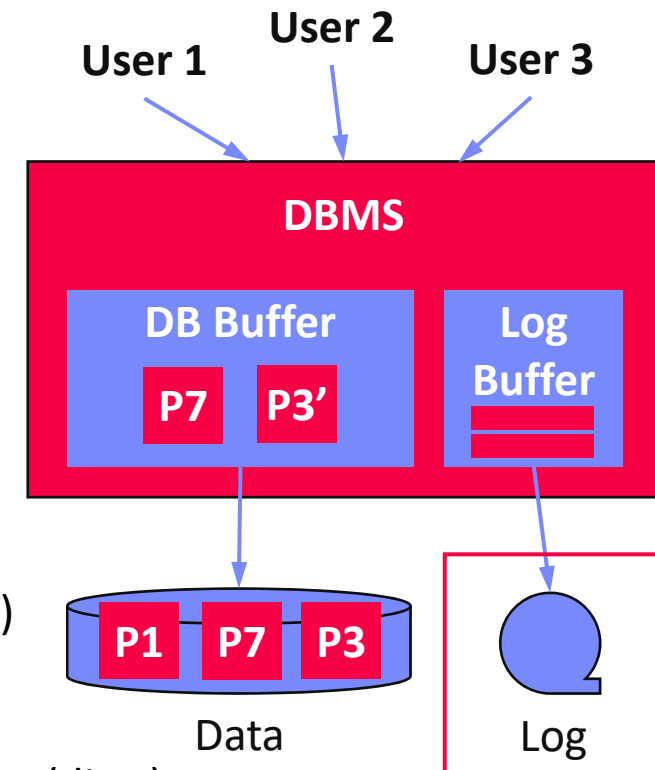 User 1
User 2
User 3
DBMS
DB Buffer
P7
P3’
Log
Buffer
)
P1
P7
P3
Data
Log